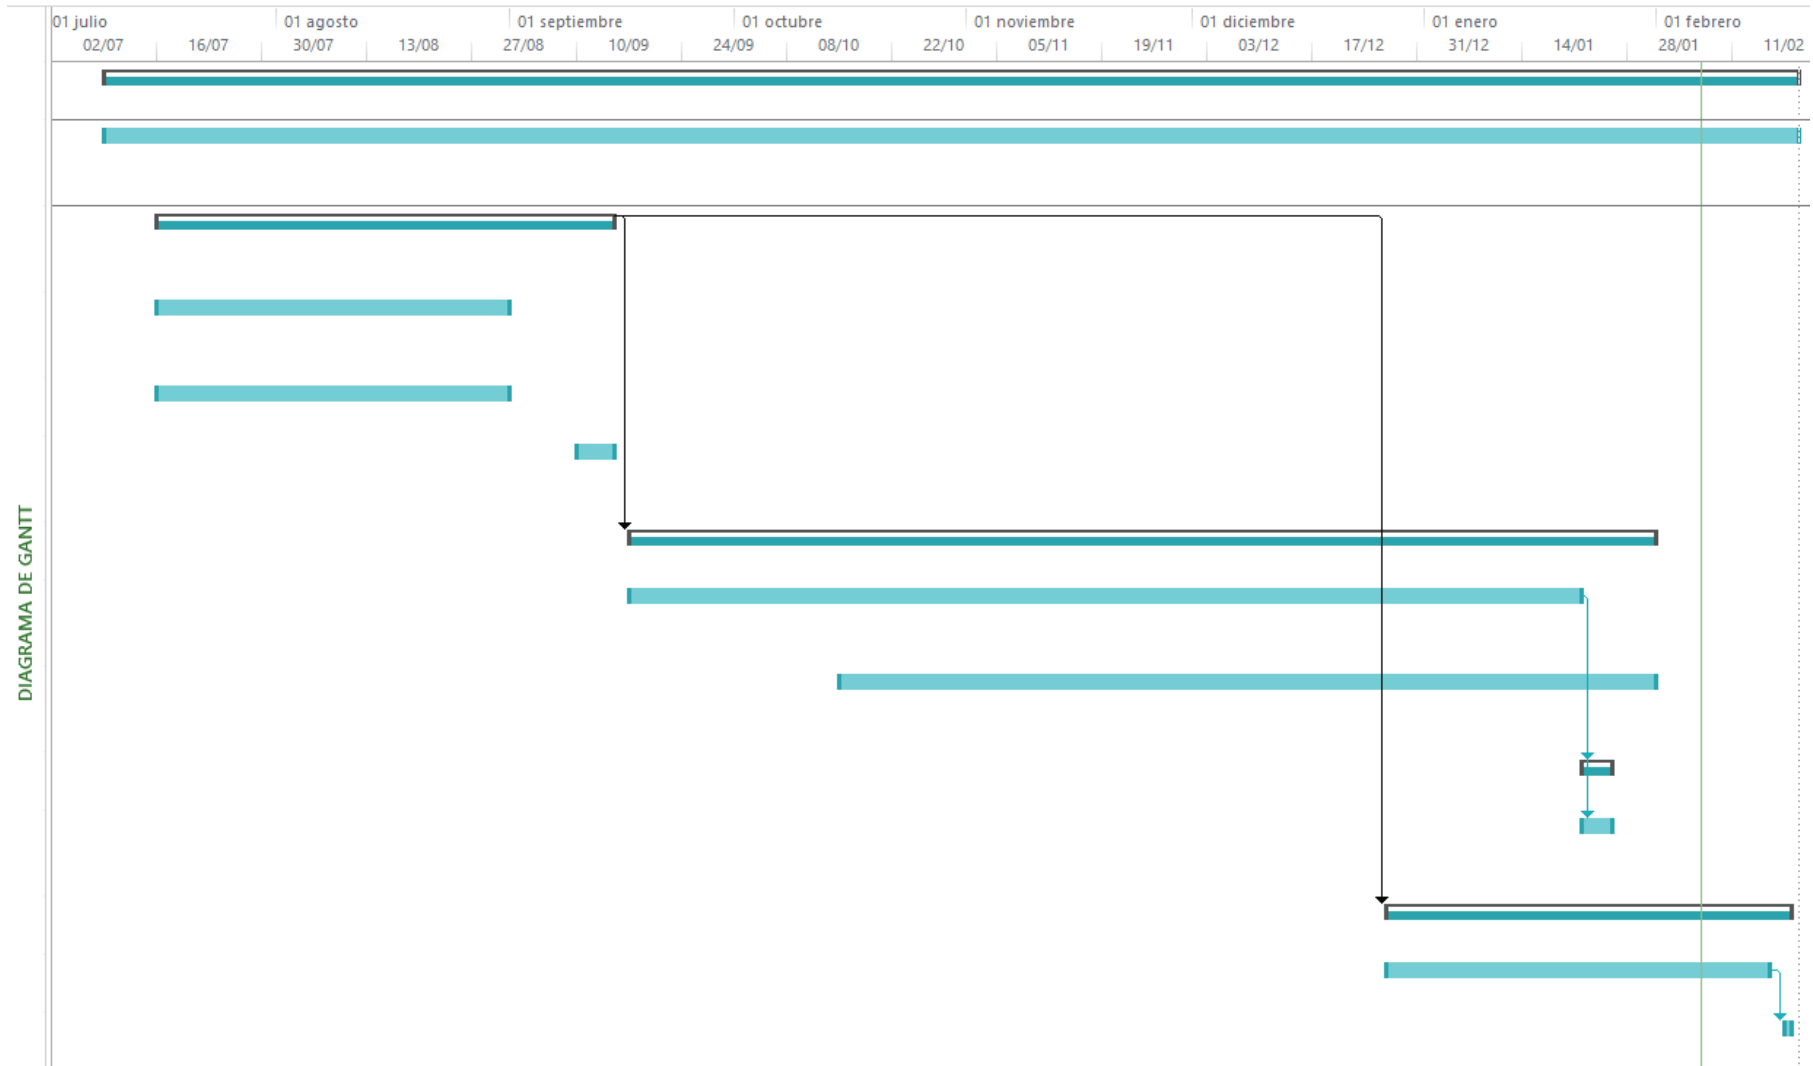 01 julio 01 agosto 01 septiembre 01 octubre 01 noviembre 01 diciembre 01 enero 01 febrero
02/07 16/07 30/07 13/08 27/08 10/09 24/09 08/10 22/10 05/11 19/11 03/12 17/12 31/12 14/01 28/01 11/02
DIAGRAMA DE GANTT